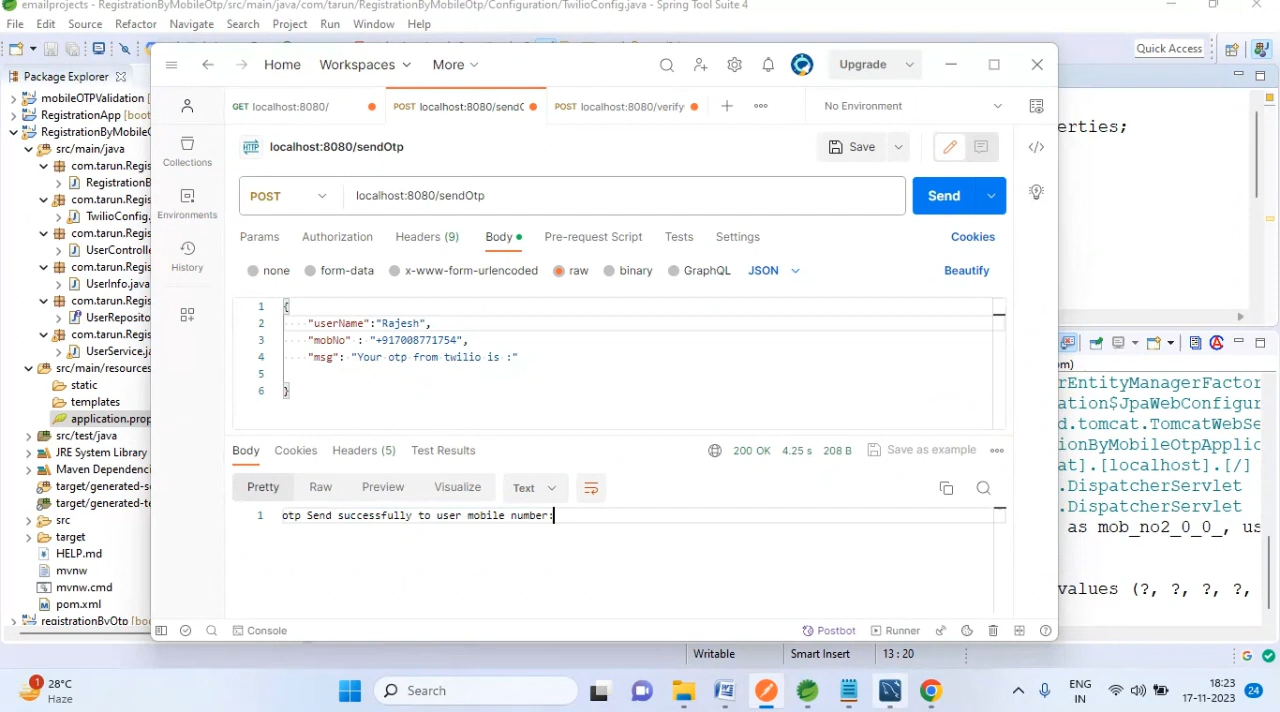 emailprojects - RegistrationByMobileOtp/src/main/java/com/tarun/RegistrationByMobileOtp/Configuration/TwilioConfig.java - Spring Tool Suite 4
File Edit Source Refactor Navigate Search Project Run Window Help
Quick Access
Package Explorer
mobileOTPValidation [boot
RegistrationApp [boot
RegistrationByMobileO
src/main/java
com.tarun.Regis
RegistrationB
com.tarun.Regis
TwilioConfig.
com.tarun.Regis
UserControlle
com.tarun.Regis
UserInfo.java
com.tarun.Regis
UserReposito
com.tarun.Regis
UserService.ja
src/main/resources
static
templates
application.prop
src/test/java
JRE System Library
Maven Dependenci
target/generated-so
target/generated-te
src
target
HELP.md
mvnw
mvnw.cmd
pom.xml
registrationByOtp [boo
Home Workspaces More Upgrade
GET localhost:8080/ POST localhost:8080/sendO POST localhost:8080/verify No Environment
HTTP localhost:8080/sendOtp Save
Collections
Environments
History
POST localhost:8080/sendOtp Send
Params Authorization Headers (9) Body Pre-request Script Tests Settings Cookies
none form-data x-www-form-urlencoded raw binary GraphQL JSON Beautify
1 {
2 "userName":"Rajesh",
3 "mobNo" : "+917008771754",
4 "msg": "Your otp from twilio is :"
5
6 }
Body Cookies Headers (5) Test Results 200 OK 4.25 s 208 B Save as example
Pretty Raw Preview Visualize Text
1 otp Send successfully to user mobile number:
Console Postbot Runner
erties;
m)
rEntityManagerFactor
ation$JpaWebConfigur
d.tomcat.TomcatWebSe
ionByMobileOtpApplic
at].[localhost].[/]
.DispatcherServlet
.DispatcherServlet
as mob_no2_0_0_, us
values (?, ?, ?, ?,
Writable Smart Insert 13 : 20
1
28°C
Haze
Search
ENG
IN
18:23
17-11-2023
24